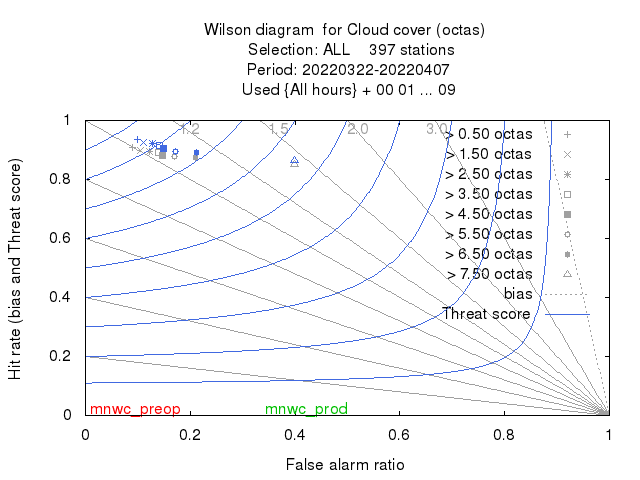 Wilson diagram  for Cloud cover (octas)
Selection: ALL    397 stations
Period: 20220322-20220407
Used {All hours} + 00 01 ... 09
Hit rate (bias and Threat score)
1
0.8
0.6
0.4
0.2
0
1.2 1.5 2.0 3.0
> 0.50 octas
> 1.50 octas
> 2.50 octas
> 3.50 octas
> 4.50 octas
> 5.50 octas
> 6.50 octas
> 7.50 octas
bias
Threat score
mnwc_preop mnwc_prod
0 0.2 0.4 0.6 0.8 1
False alarm ratio